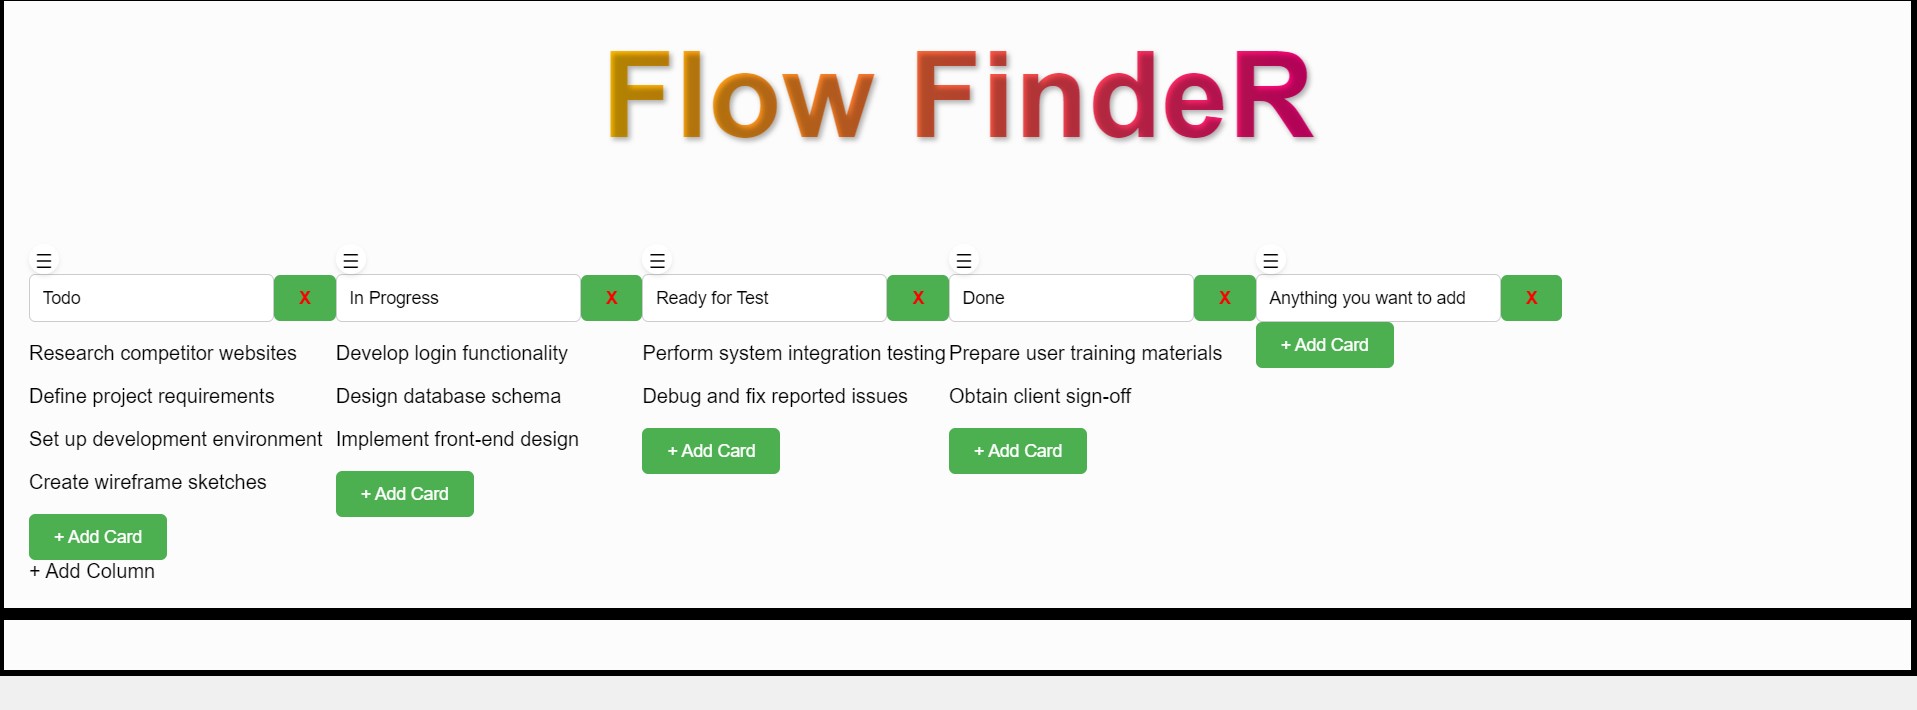 Flow FindeR
☰ ☰ ☰ ☰ ☰
Todo X In Progress X Ready for Test X Done X Anything you want to add X
Research competitor websites
Define project requirements
Set up development environment
Create wireframe sketches
+ Add Card
+ Add Column
Develop login functionality
Design database schema
Implement front-end design
+ Add Card
Perform system integration testing
Debug and fix reported issues
+ Add Card
Prepare user training materials
Obtain client sign-off
+ Add Card
+ Add Card